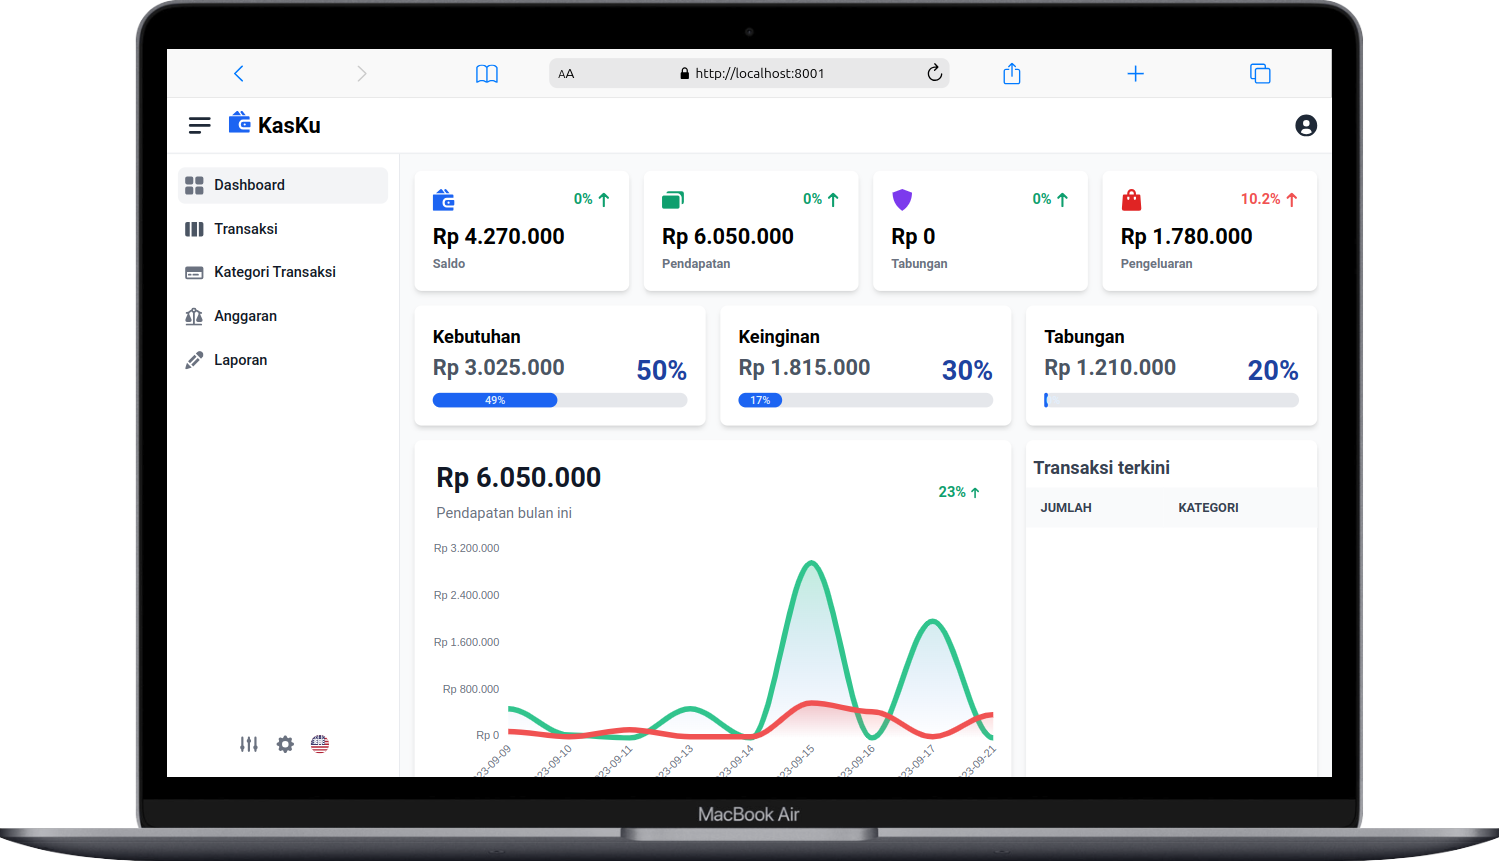 AA
http://localhost:8001
KasKu
Dashboard
Transaksi
Kategori Transaksi
Anggaran
Laporan
0%
Rp 4.270.000
Saldo
0%
Rp 6.050.000
Pendapatan
0%
Rp 0
Tabungan
10.2%
Rp 1.780.000
Pengeluaran
Kebutuhan
Rp 3.025.000
50%
49%
Keinginan
Rp 1.815.000
30%
17%
Tabungan
Rp 1.210.000
20%
Rp 6.050.000
Pendapatan bulan ini
23%
Rp 3.200.000
Rp 2.400.000
Rp 1.600.000
Rp 800.000
Rp 0
23-09-09
23-09-10
23-09-11
23-09-13
23-09-14
23-09-15
23-09-16
23-09-17
23-09-21
Transaksi terkini
JUMLAH KATEGORI
MacBook Air